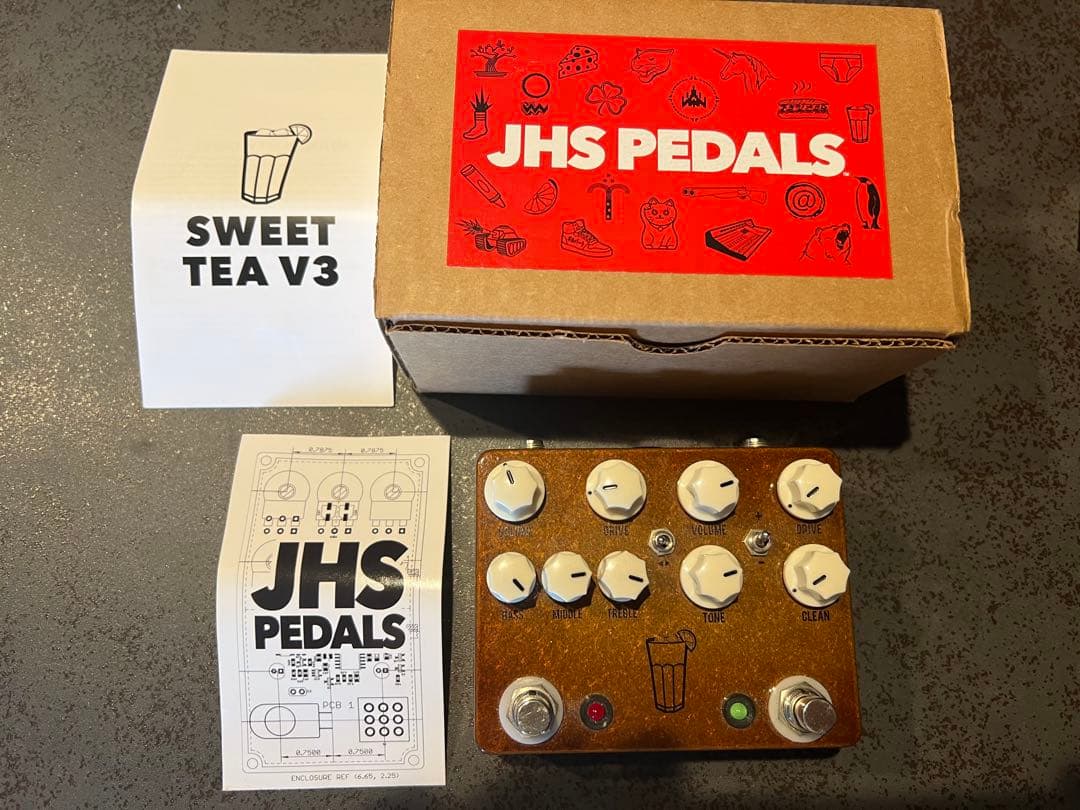 SWEET
TEA V3
JHS PEDALS
@
0.7875 0.7875
JHS
PEDALS
PCB 1
0.7500 0.7500
ENCLOSURE REF (6.65, 2.25)
VOLUME DRIVE VOLUME DRIVE
+
-
BASS MIDDLE TREBLE TONE CLEAN